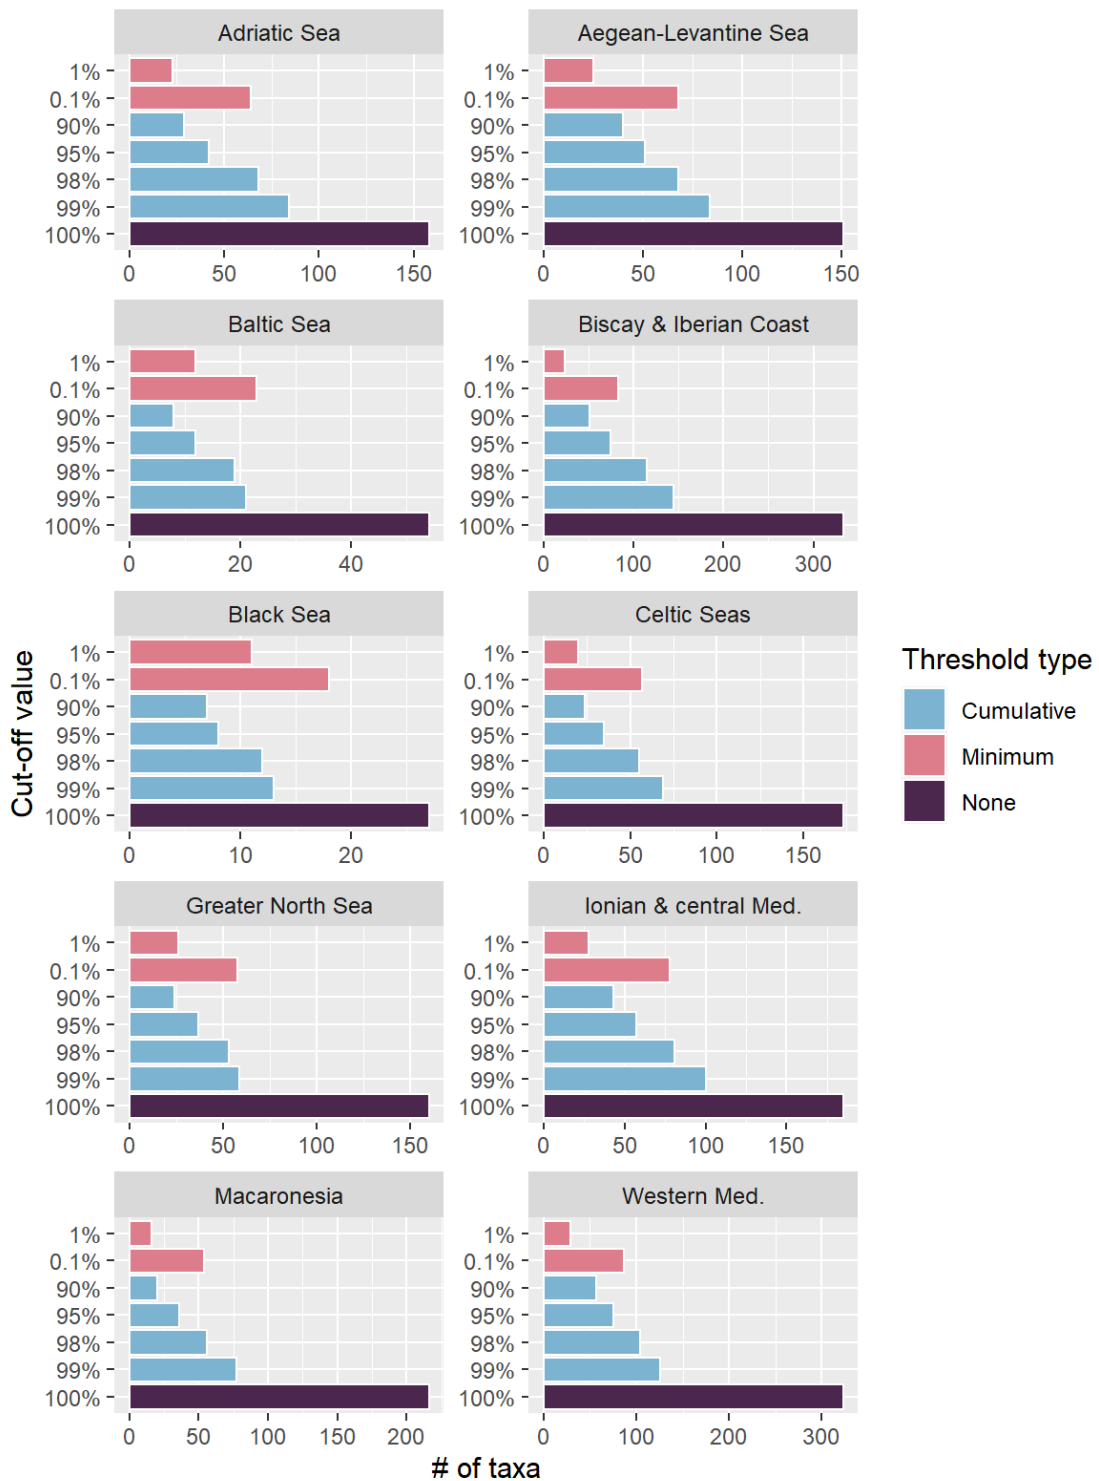 Adriatic Sea
1%
0.1%
90%
95%
98%
99%
100%
0 50 100 150
Aegean-Levantine Sea
1%
0.1%
90%
95%
98%
99%
100%
0 50 100 150
Baltic Sea
1%
0.1%
90%
95%
98%
99%
100%
0 20 40
Biscay & Iberian Coast
1%
0.1%
90%
95%
98%
99%
100%
0 100 200 300
Black Sea
1%
0.1%
90%
95%
98%
99%
100%
0 10 20
Celtic Seas
1%
0.1%
90%
95%
98%
99%
100%
0 50 100 150
Greater North Sea
1%
0.1%
90%
95%
98%
99%
100%
0 50 100 150
Ionian & central Med.
1%
0.1%
90%
95%
98%
99%
100%
0 50 100 150
Macaronesia
1%
0.1%
90%
95%
98%
99%
100%
0 50 100 150 200
Western Med.
1%
0.1%
90%
95%
98%
99%
100%
0 100 200 300
Cut-off value
# of taxa
Threshold type
Cumulative
Minimum
None